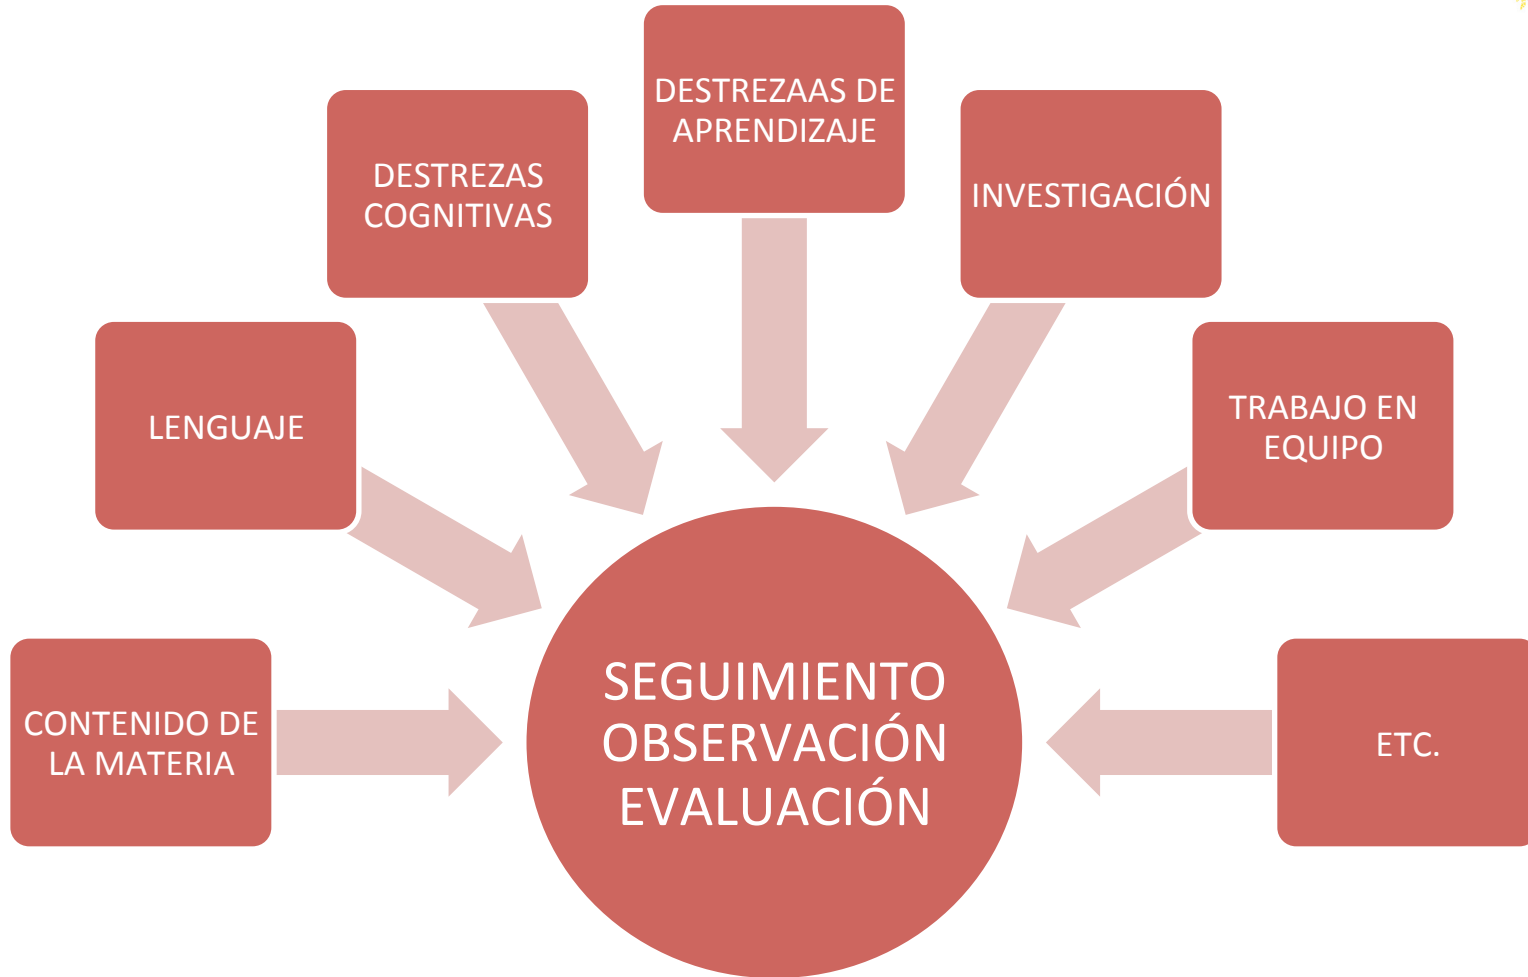 DESTREZAAS DE
APRENDIZAJE
DESTREZAS
COGNITIVAS
INVESTIGACIÓN
LENGUAJE
TRABAJO EN
EQUIPO
CONTENIDO DE
LA MATERIA
SEGUIMIENTO
OBSERVACIÓN
EVALUACIÓN
ETC.